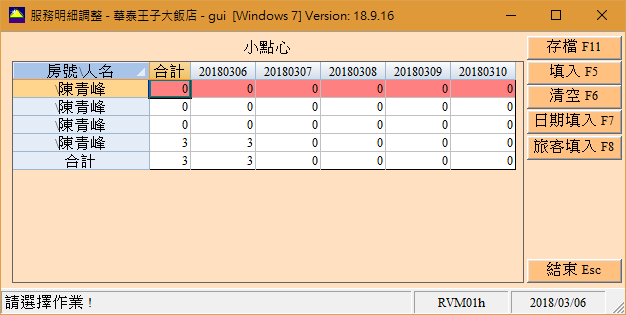 服務明細調整 - 華泰王子大飯店 - gui [Windows 7] Version: 18.9.16
小點心
房號\人名 合計 20180306 20180307 20180308 20180309 20180310
\陳青峰 0 0 0 0 0 0
\陳青峰 0 0 0 0 0 0
\陳青峰 0 0 0 0 0 0
\陳青峰 3 3 0 0 0 0
合計 3 3 0 0 0 0
存檔 F11
填入 F5
清空 F6
日期填入 F7
旅客填入 F8
結束 Esc
請選擇作業! RVM01h 2018/03/06